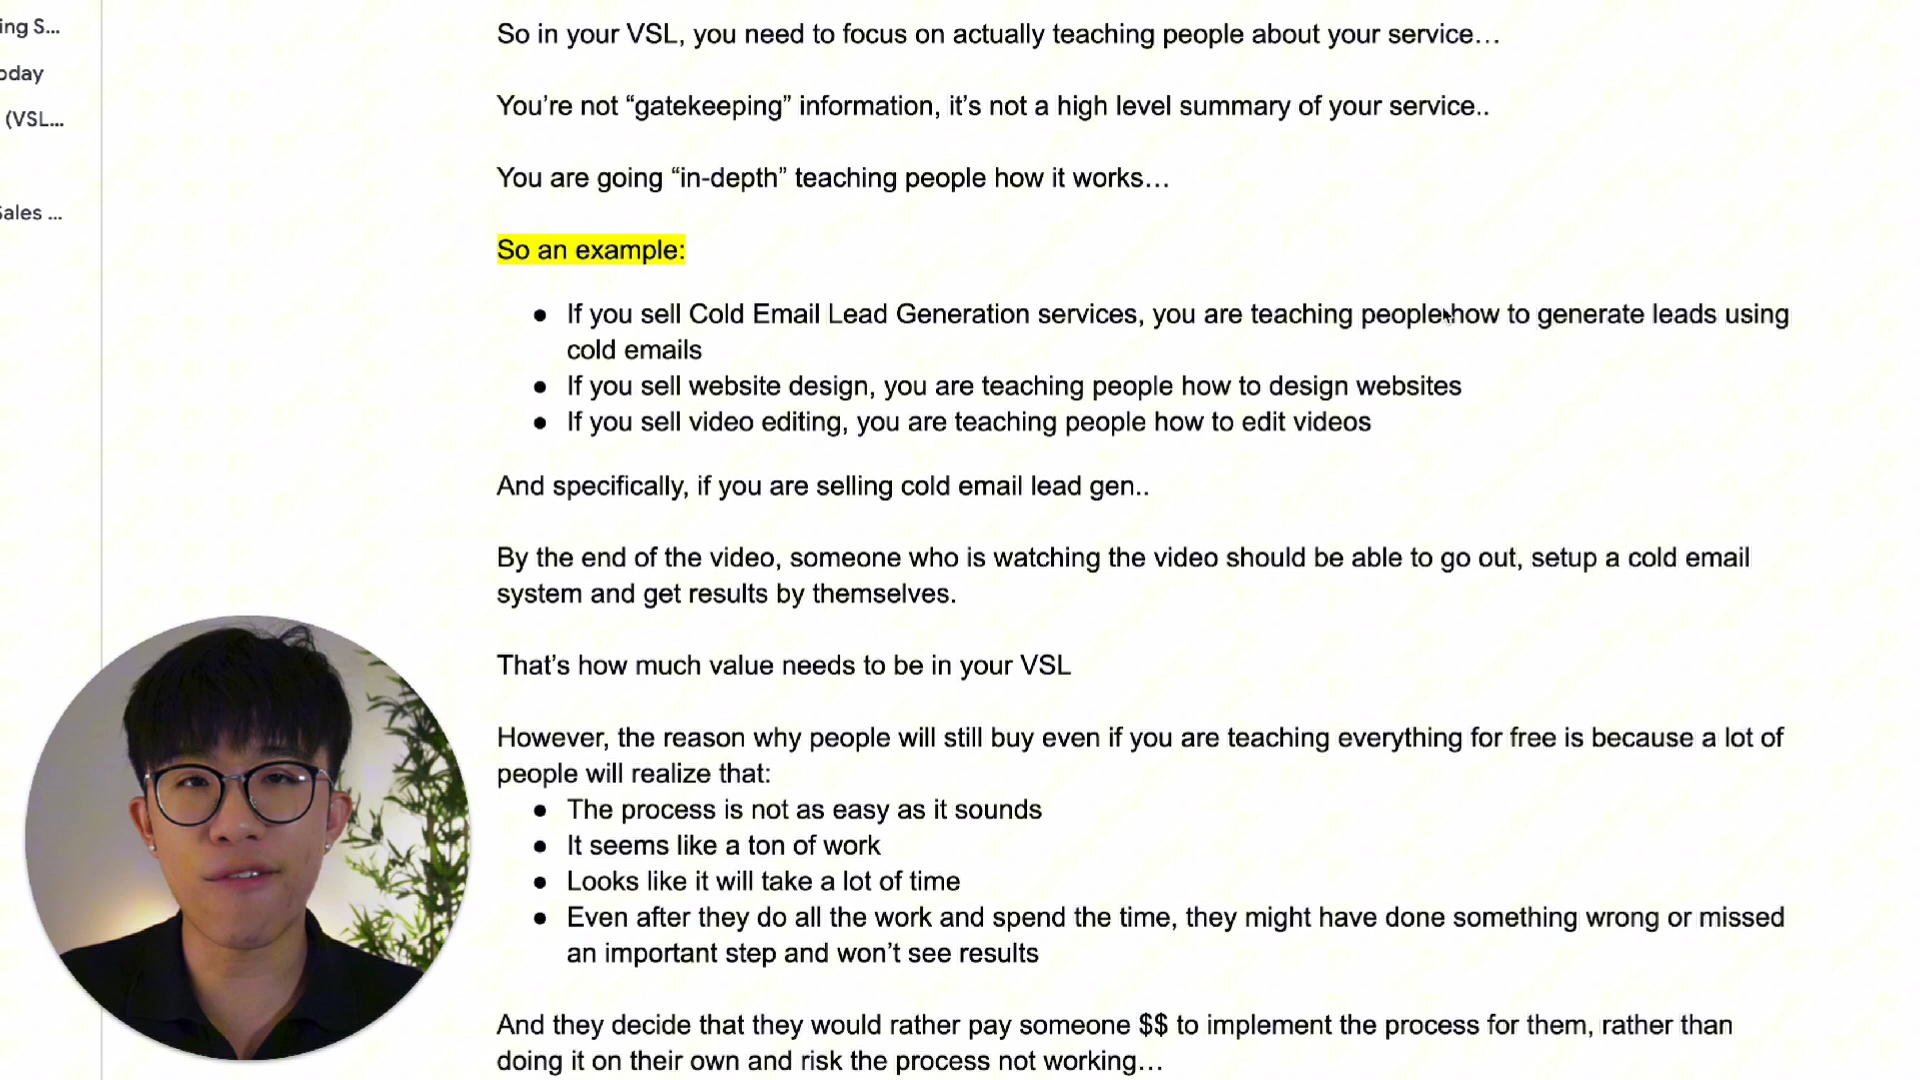 ing S...
oday
(VSL...
Sales ...
So in your VSL, you need to focus on actually teaching people about your service…
You’re not “gatekeeping” information, it’s not a high level summary of your service..
You are going “in-depth” teaching people how it works…
So an example:
● If you sell Cold Email Lead Generation services, you are teaching people how to generate leads using
cold emails
● If you sell website design, you are teaching people how to design websites
● If you sell video editing, you are teaching people how to edit videos
And specifically, if you are selling cold email lead gen..
By the end of the video, someone who is watching the video should be able to go out, setup a cold email
system and get results by themselves.
That’s how much value needs to be in your VSL
However, the reason why people will still buy even if you are teaching everything for free is because a lot of
people will realize that:
● The process is not as easy as it sounds
● It seems like a ton of work
● Looks like it will take a lot of time
● Even after they do all the work and spend the time, they might have done something wrong or missed
an important step and won’t see results
And they decide that they would rather pay someone $$ to implement the process for them, rather than
doing it on their own and risk the process not working…